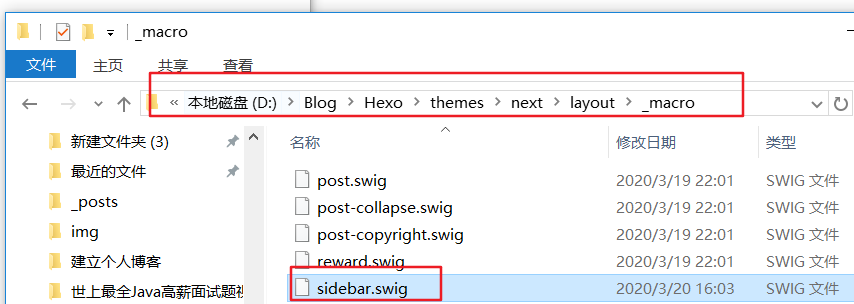 _macro
文件 主页 共享 查看
« 本地磁盘 (D:) > Blog > Hexo > themes > next > layout > _macro
名称 修改日期 类型
新建文件夹 (3)
最近的文件
_posts
img
建立个人博客
世上最全Java高薪面试题视
post.swig 2020/3/19 22:01 SWIG 文件
post-collapse.swig 2020/3/19 22:01 SWIG 文件
post-copyright.swig 2020/3/19 22:01 SWIG 文件
reward.swig 2020/3/19 22:01 SWIG 文件
sidebar.swig 2020/3/20 16:03 SWIG 文件